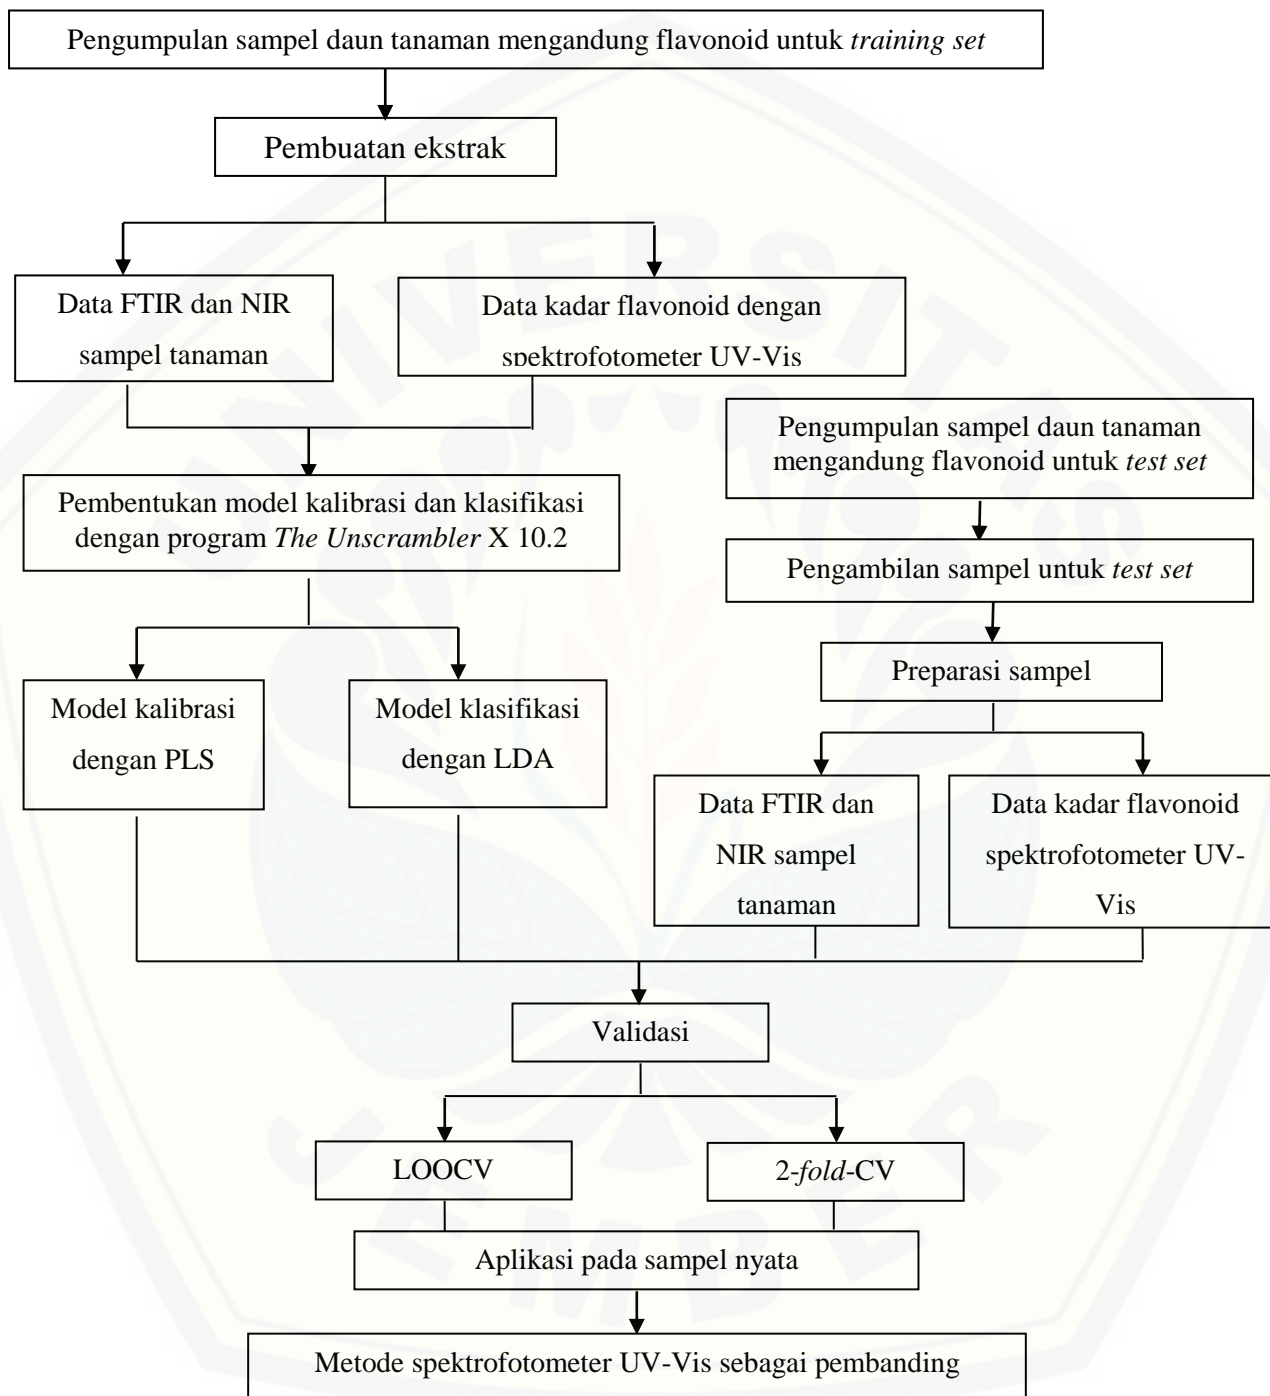 Pengumpulan sampel daun tanaman mengandung flavonoid untuk training set
Pembuatan ekstrak
Data FTIR dan NIR
sampel tanaman
Data kadar flavonoid dengan
spektrofotometer UV-Vis
Pembentukan model kalibrasi dan klasifikasi
dengan program The Unscrambler X 10.2
Model kalibrasi
dengan PLS
Model klasifikasi
dengan LDA
Pengumpulan sampel daun tanaman
mengandung flavonoid untuk test set
Pengambilan sampel untuk test set
Preparasi sampel
Data FTIR dan
NIR sampel
tanaman
Data kadar flavonoid
spektrofotometer UV-
Vis
Validasi
LOOCV
2-fold-CV
Aplikasi pada sampel nyata
Metode spektrofotometer UV-Vis sebagai pembanding
UNIVERSITAS
JEMBER